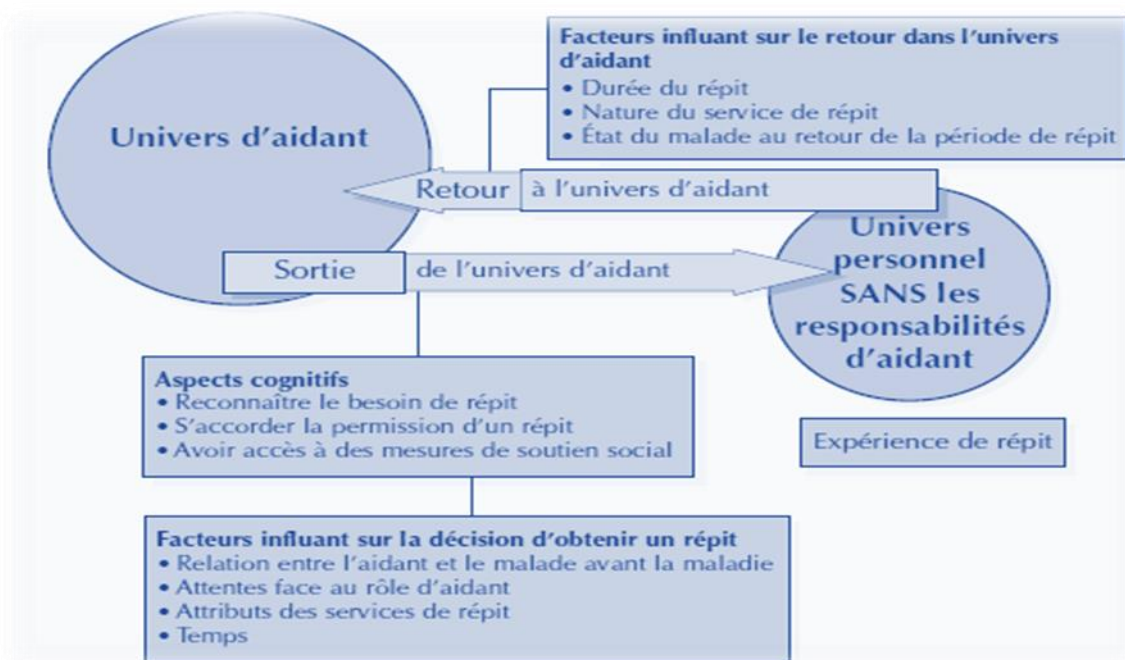 Facteurs influant sur le retour dans l'univers
d'aidant
• Durée du répit
• Nature du service de répit
• État du malade au retour de la période de répit
Univers d'aidant
Retour à l'univers d'aidant
Sortie de l'univers d'aidant
Univers
personnel
SANS les
responsabilités
d'aidant
Aspects cognitifs
• Reconnaître le besoin de répit
• S'accorder la permission d'un répit
• Avoir accès à des mesures de soutien social
Expérience de répit
Facteurs influant sur la décision d'obtenir un répit
• Relation entre l'aidant et le malade avant la maladie
• Attentes face au rôle d'aidant
• Attributs des services de répit
• Temps